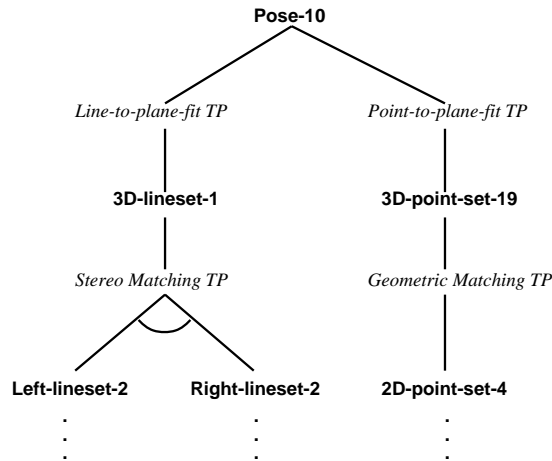 Pose-10
Line-to-plane-fit TP Point-to-plane-fit TP
3D-lineset-1 3D-point-set-19
Stereo Matching TP Geometric Matching TP
Left-lineset-2 Right-lineset-2 2D-point-set-4
. . .
. . .
. . .